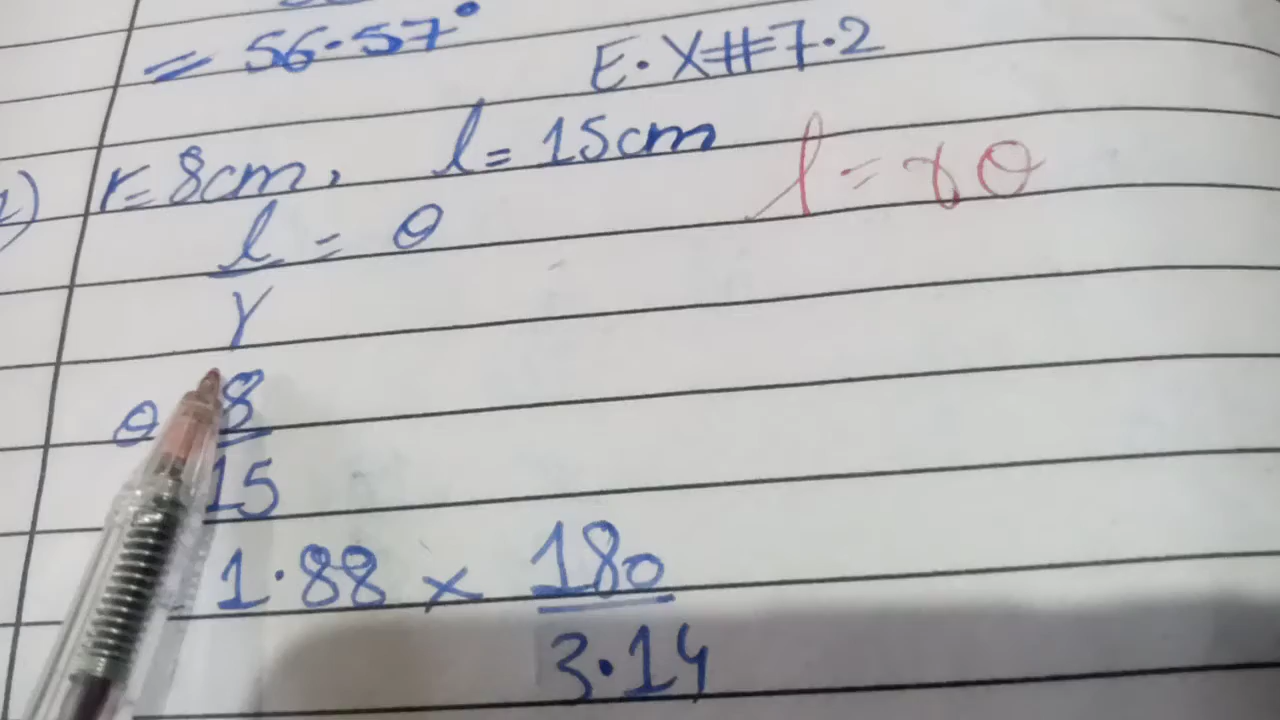 = 56.57°
E.X#7.2
r=8cm, l=15cm l=rθ
l/r = θ
θ 8/15
1.88 × 180/3.14